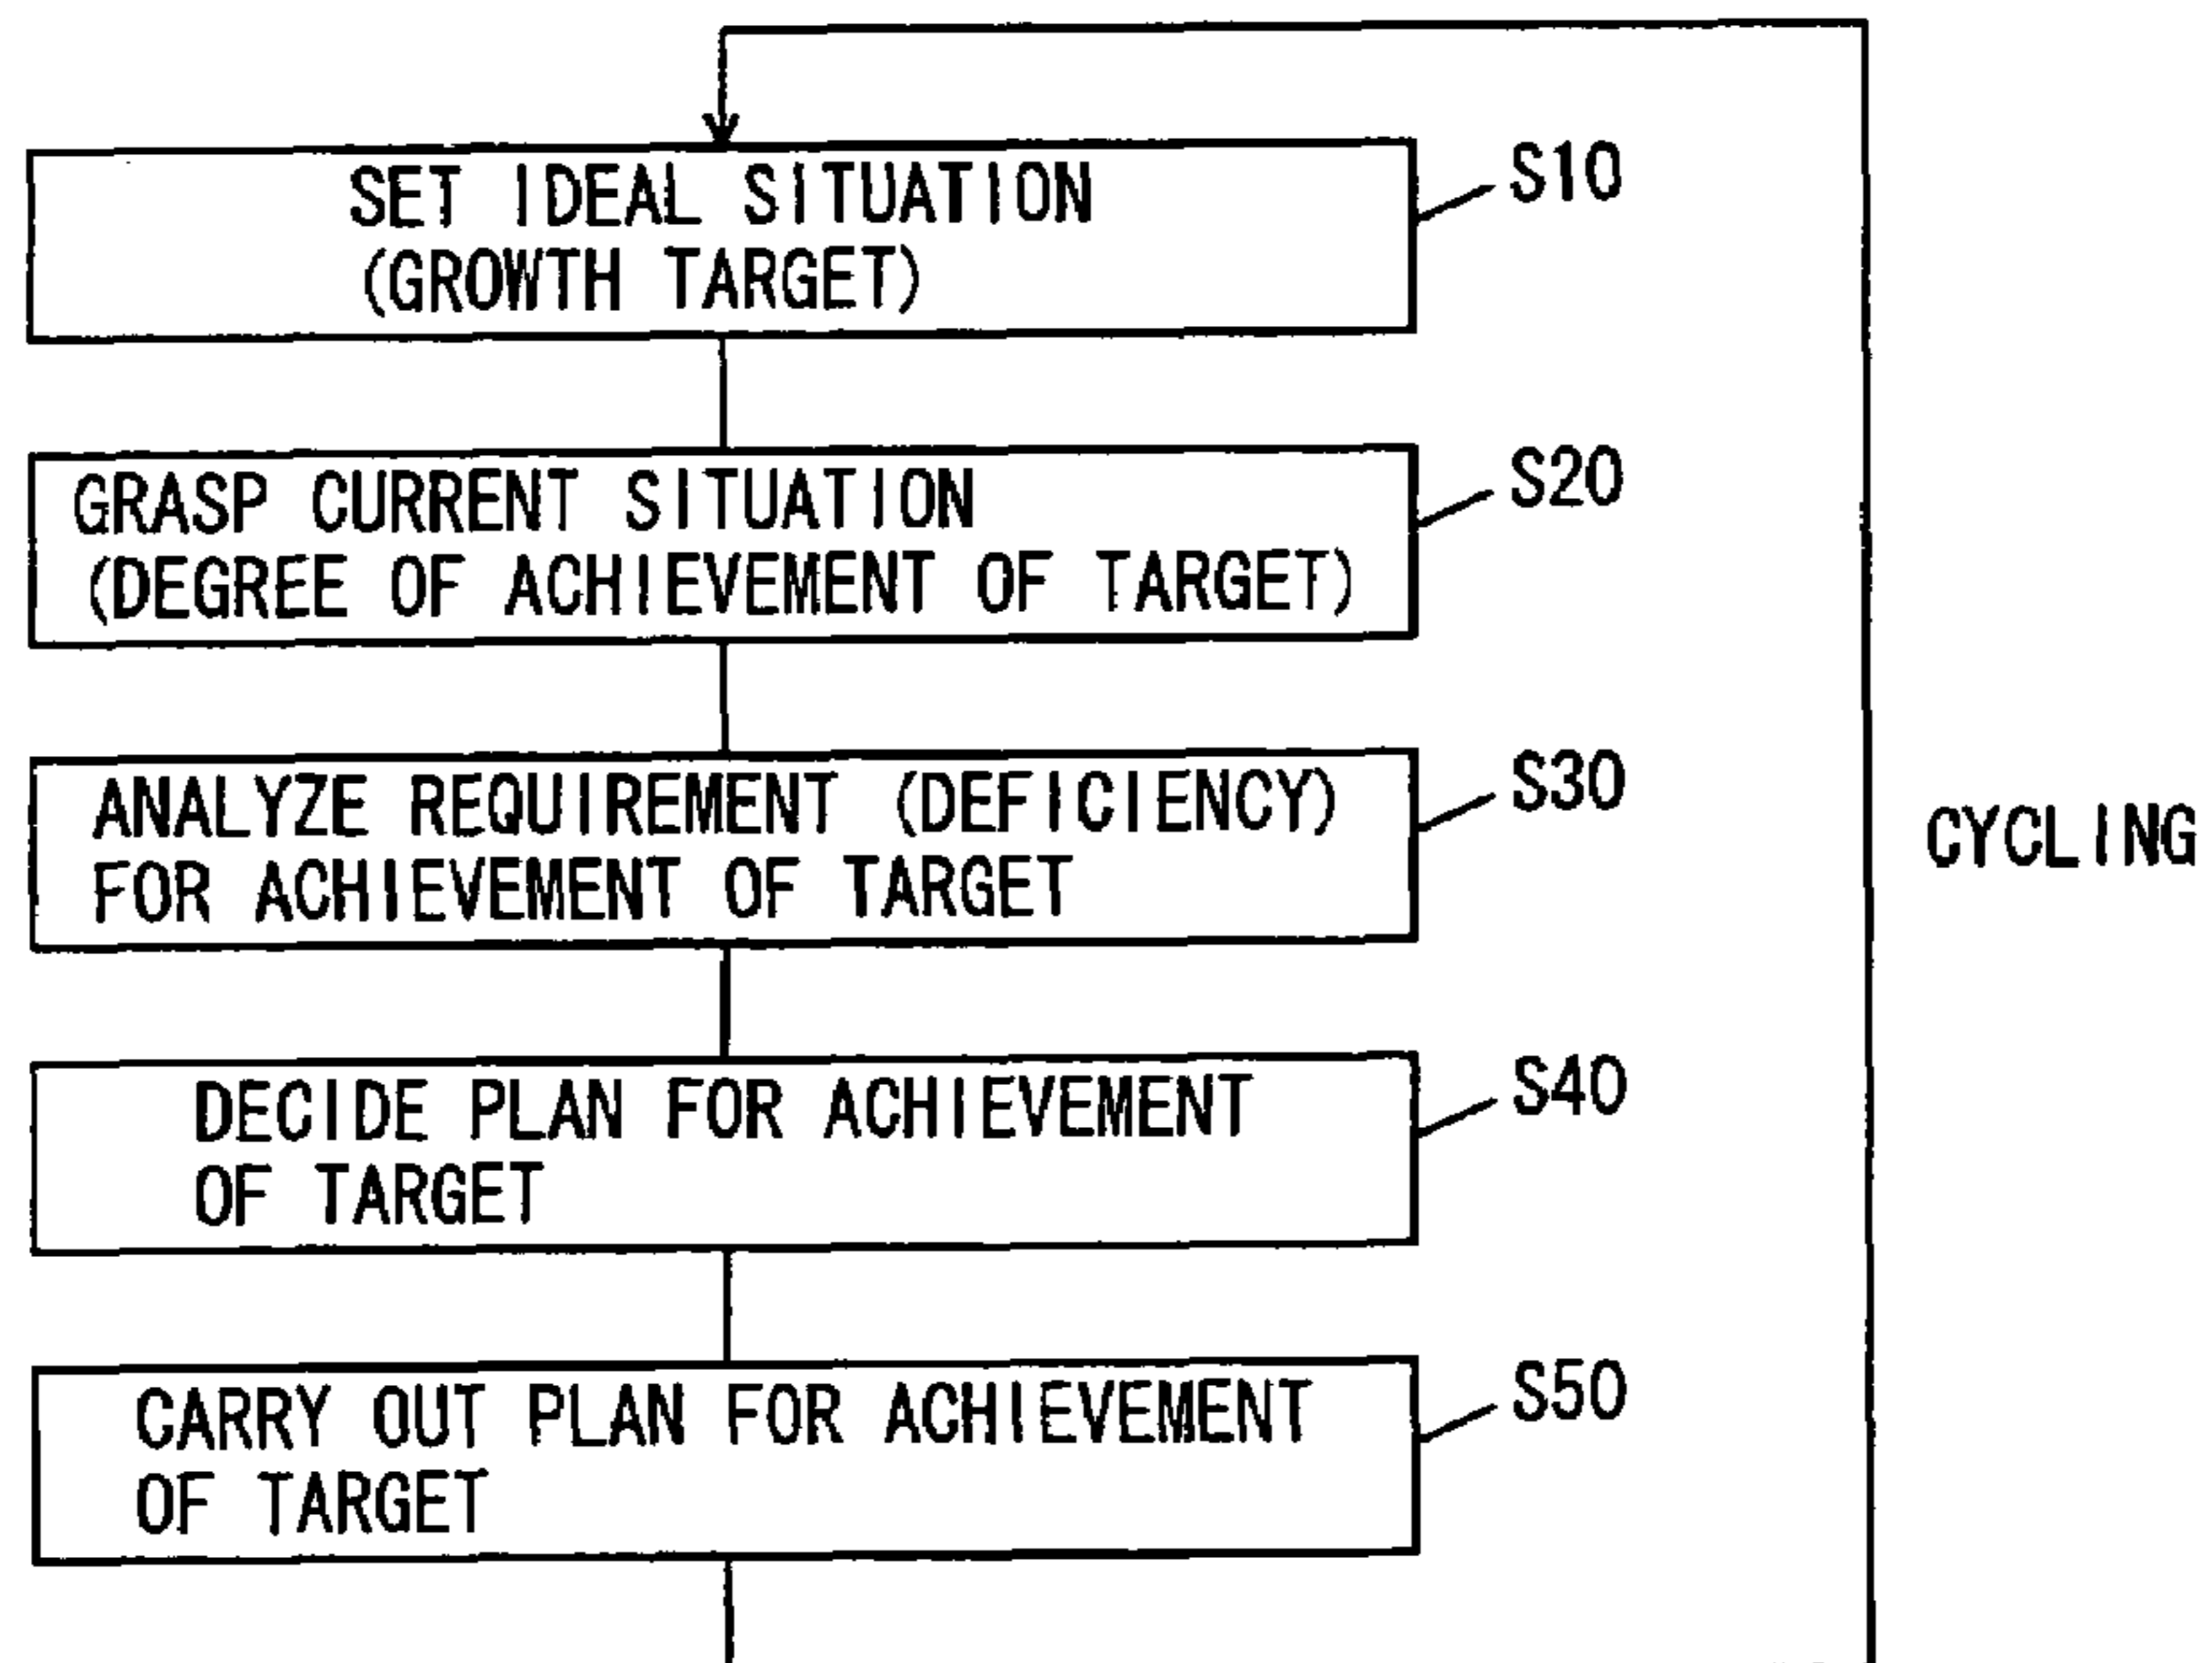 SET IDEAL SITUATION
(GROWTH TARGET)
S10
GRASP CURRENT SITUATION
(DEGREE OF ACHIEVEMENT OF TARGET)
S20
ANALYZE REQUIREMENT (DEFICIENCY)
FOR ACHIEVEMENT OF TARGET
S30
CYCLING
DECIDE PLAN FOR ACHIEVEMENT
OF TARGET
S40
CARRY OUT PLAN FOR ACHIEVEMENT
OF TARGET
S50